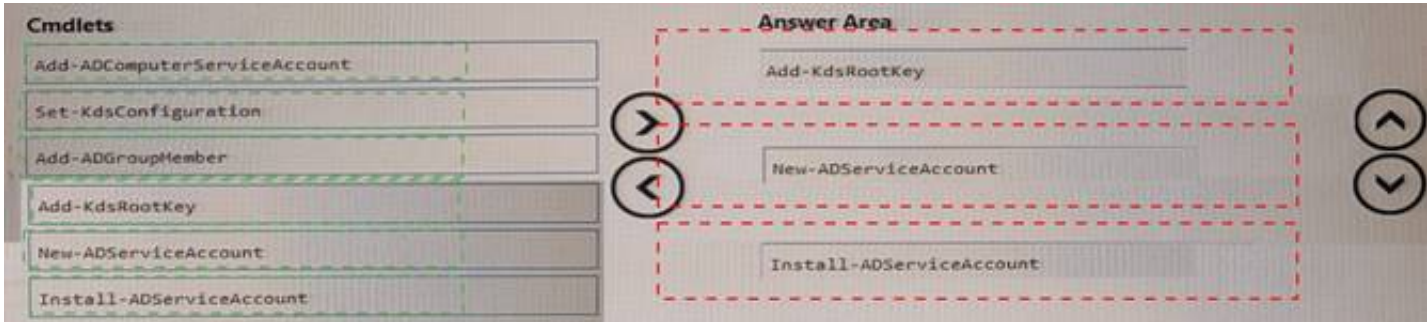 Cmdlets
Add-ADComputerServiceAccount
Set-KdsConfiguration
Add-ADGroupMember
Add-KdsRootKey
New-ADServiceAccount
Install-ADServiceAccount
Answer Area
Add-KdsRootKey
New-ADServiceAccount
Install-ADServiceAccount